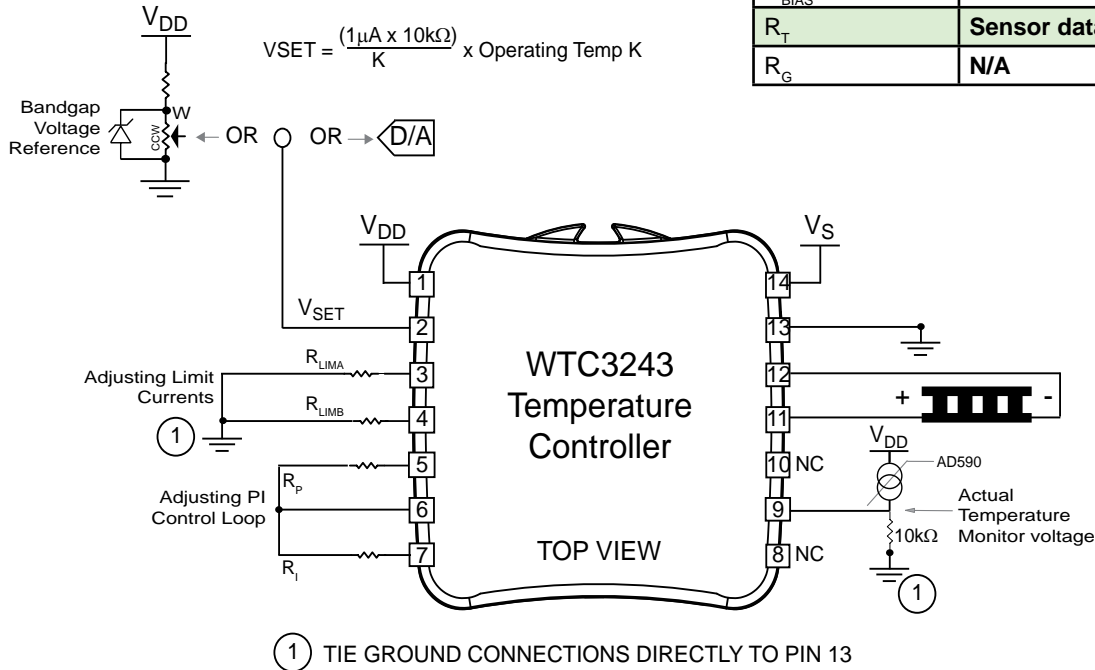 BIAS
R_T Sensor data
R_G N/A
V_DD
VSET = (1µA x 10kΩ) / K x Operating Temp K
Bandgap
Voltage
Reference
W
CCW
OR
OR
D/A
V_DD
V_S
V_SET
R_LIMA
Adjusting Limit
Currents
R_LIMB
1
R_P
Adjusting PI
Control Loop
R_I
1
2
3
4
5
6
7
WTC3243
Temperature
Controller
TOP VIEW
14
13
12
11
10 NC
9
8 NC
+
-
V_DD
AD590
Actual
Temperature
Monitor voltage
10kΩ
1
1 TIE GROUND CONNECTIONS DIRECTLY TO PIN 13